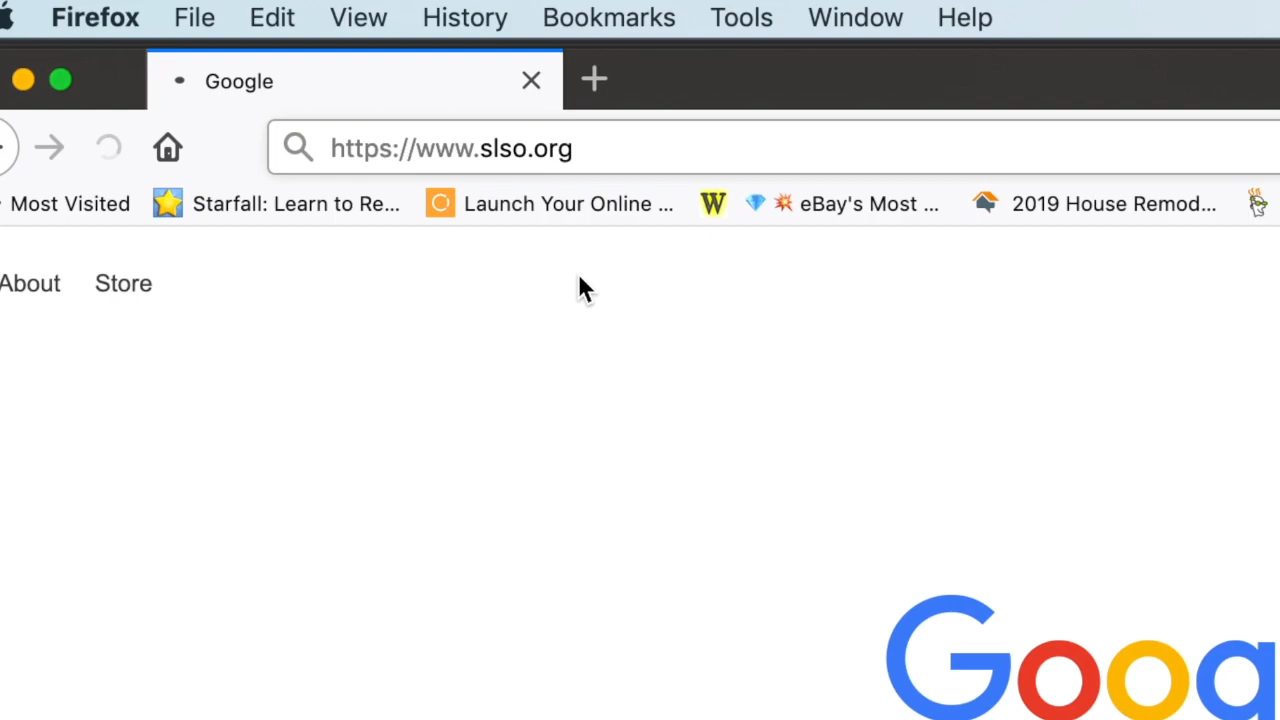 Firefox File Edit View History Bookmarks Tools Window Help
Google
https://www.slso.org
Most Visited Starfall: Learn to Re... Launch Your Online ... W eBay's Most ... 2019 House Remod...
About Store
Goog